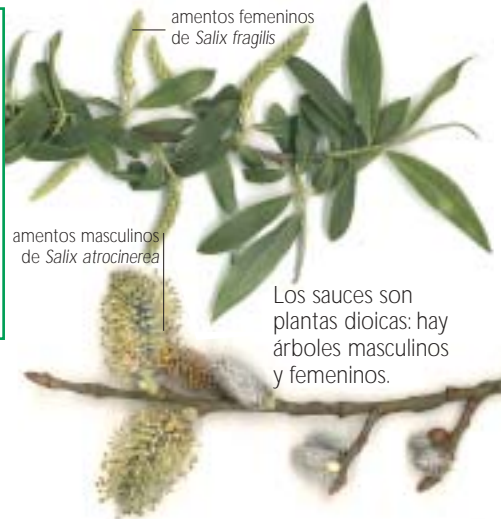 amentos femeninos
de Salix fragilis
amentos masculinos
de Salix atrocinerea
Los sauces son
plantas dioicas: hay
árboles masculinos
y femeninos.